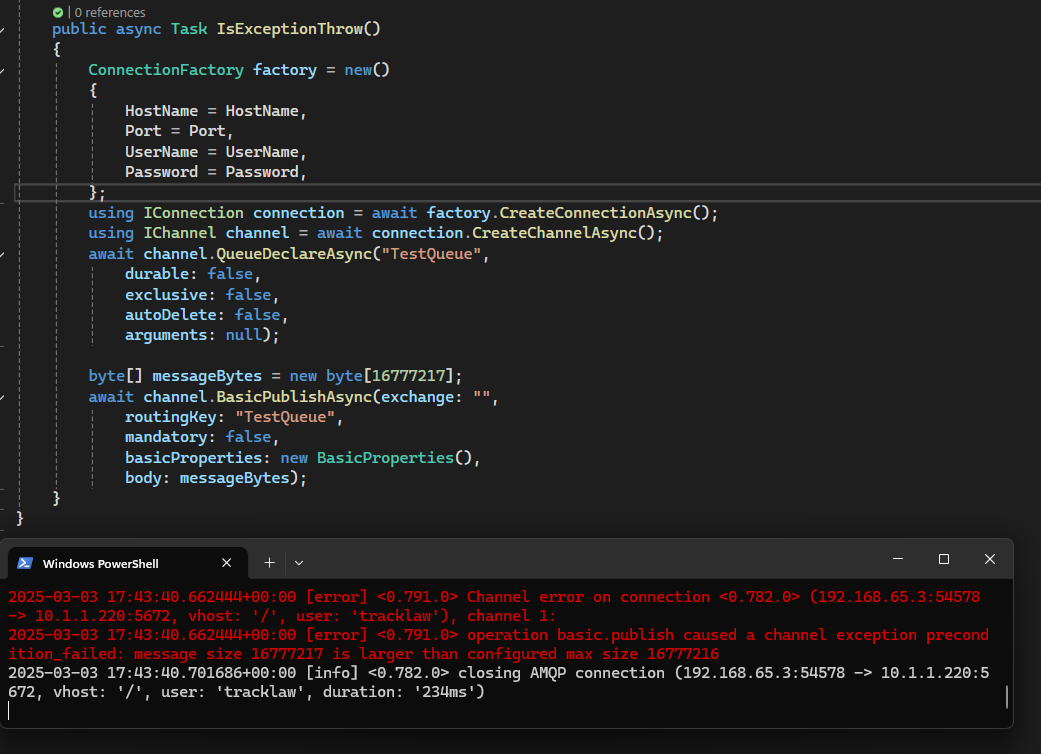 0 references
public async Task IsExceptionThrow()
{
ConnectionFactory factory = new()
{
HostName = HostName,
Port = Port,
UserName = UserName,
Password = Password,
};
using IConnection connection = await factory.CreateConnectionAsync();
using IChannel channel = await connection.CreateChannelAsync();
await channel.QueueDeclareAsync("TestQueue",
durable: false,
exclusive: false,
autoDelete: false,
arguments: null);
byte[] messageBytes = new byte[16777217];
await channel.BasicPublishAsync(exchange: "",
routingKey: "TestQueue",
mandatory: false,
basicProperties: new BasicProperties(),
body: messageBytes);
}
}
Windows PowerShell
2025-03-03 17:43:40.662444+00:00 [error] <0.791.0> Channel error on connection <0.782.0> (192.168.65.3:54578
-> 10.1.1.220:5672, vhost: '/', user: 'tracklaw'), channel 1:
2025-03-03 17:43:40.662444+00:00 [error] <0.791.0> operation basic.publish caused a channel exception precond
ition_failed: message size 16777217 is larger than configured max size 16777216
2025-03-03 17:43:40.701686+00:00 [info] <0.782.0> closing AMQP connection (192.168.65.3:54578 -> 10.1.1.220:5
672, vhost: '/', user: 'tracklaw', duration: '234ms')